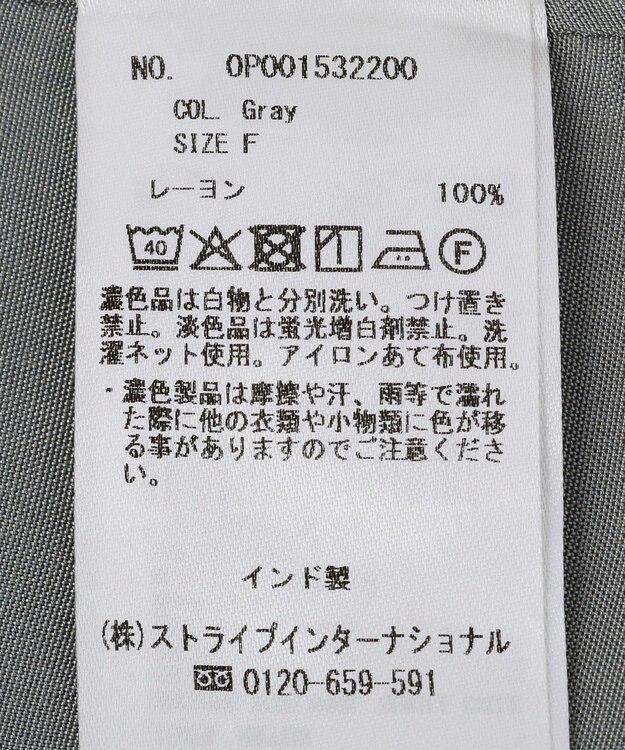 NO. 0P001532200
COL. Gray
SIZE F
レーヨン 100%
40 F
濃色品は白物と分別洗い。つけ置き
禁止。淡色品は蛍光増白剤禁止。洗
濯ネット使用。アイロンあて布使用。
・濃色製品は摩擦や汗、雨等で濡れ
た際に他の衣類や小物類に色が移
る事がありますのでご注意くださ
い。
インド製
(株)ストライプインターナショナル
0120-659-591